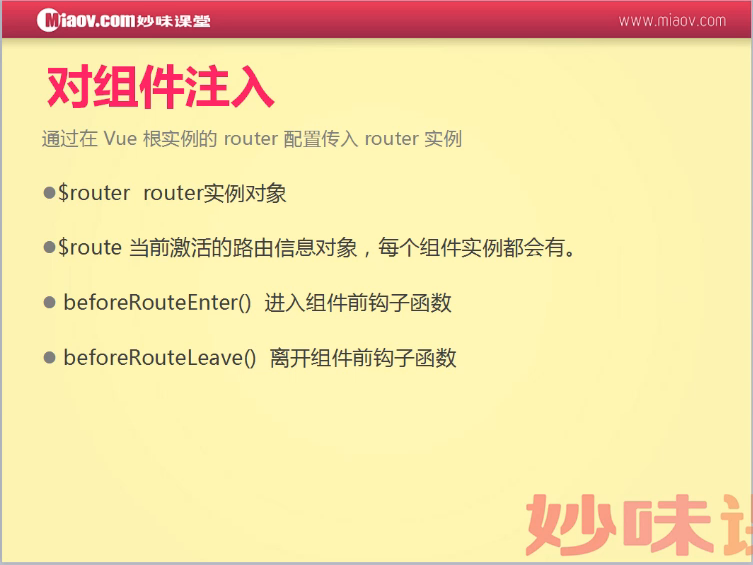 Miaov.com妙味课堂
www.miaov.com
对组件注入
通过在 Vue 根实例的 router 配置传入 router 实例
●$router router实例对象
●$route 当前激活的路由信息对象，每个组件实例都会有。
● beforeRouteEnter() 进入组件前钩子函数
● beforeRouteLeave() 离开组件前钩子函数
妙味课